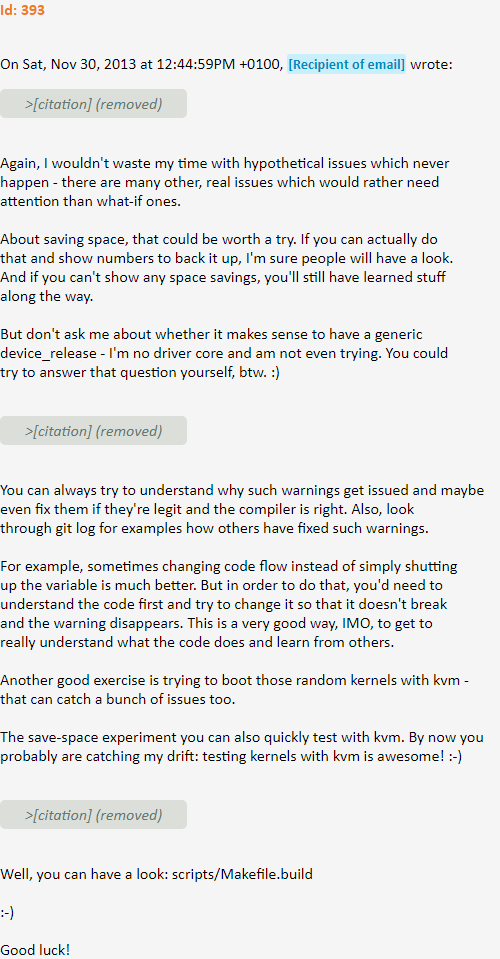 Id: 393
On Sat, Nov 30, 2013 at 12:44:59PM +0100, [Recipient of email] wrote:
>[citation] (removed)
Again, I wouldn't waste my time with hypothetical issues which never
happen - there are many other, real issues which would rather need
attention than what-if ones.
About saving space, that could be worth a try. If you can actually do
that and show numbers to back it up, I'm sure people will have a look.
And if you can't show any space savings, you'll still have learned stuff
along the way.
But don't ask me about whether it makes sense to have a generic
device_release - I'm no driver core and am not even trying. You could
try to answer that question yourself, btw. :)
>[citation] (removed)
You can always try to understand why such warnings get issued and maybe
even fix them if they're legit and the compiler is right. Also, look
through git log for examples how others have fixed such warnings.
For example, sometimes changing code flow instead of simply shutting
up the variable is much better. But in order to do that, you'd need to
understand the code first and try to change it so that it doesn't break
and the warning disappears. This is a very good way, IMO, to get to
really understand what the code does and learn from others.
Another good exercise is trying to boot those random kernels with kvm -
that can catch a bunch of issues too.
The save-space experiment you can also quickly test with kvm. By now you
probably are catching my drift: testing kernels with kvm is awesome! :-)
>[citation] (removed)
Well, you can have a look: scripts/Makefile.build
:-)
Good luck!